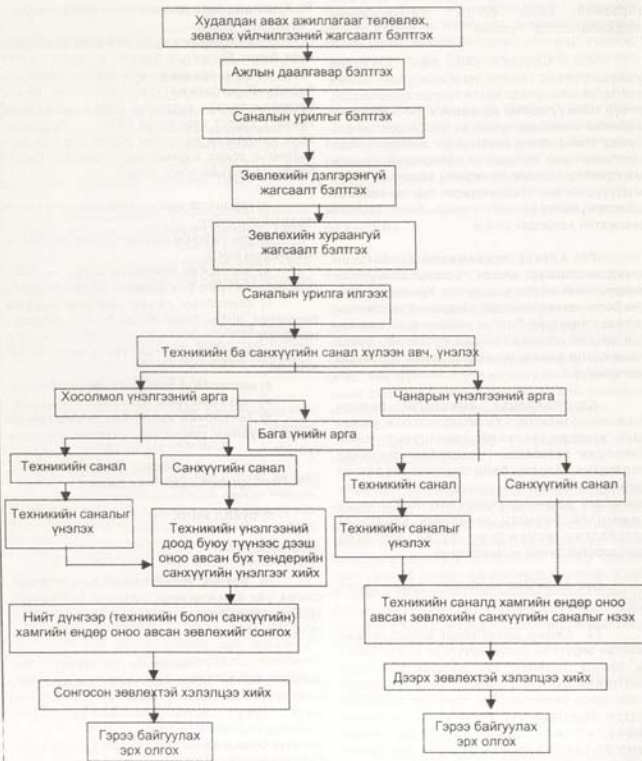 Худалдан авах ажиллагааг төлөвлөх,
зөвлөх үйлчилгээний жагсаалт бэлтгэх
Ажлын даалгавар бэлтгэх
Саналын урилгыг бэлтгэх
Зөвлөхийн дэлгэрэнгүй
жагсаалт бэлтгэх
Зөвлөхийн хураангуй
жагсаалт бэлтгэх
Саналын урилга илгээх
Техникийн ба санхүүгийн санал хүлээн авч, үнэлэх
Хосолмол үнэлгээний арга
Бага үнийн арга
Техникийн санал
Санхүүгийн санал
Техникийн саналыг
үнэлэх
Техникийн үнэлгээний
доод буюу түүнээс дээш
оноо авсан бүх тендерийн
санхүүгийн үнэлгээг хийх
Нийт дүнгээр (техникийн болон санхүүгийн)
хамгийн өндөр оноо авсан зөвлөхийг сонгох
Сонгосон зөвлөхтэй хэлэлцээ хийх
Гэрээ байгуулах
эрх олгох
Чанарын үнэлгээний арга
Техникийн санал
Санхүүгийн санал
Техникийн саналыг
үнэлэх
Техникийн саналд хамгийн өндөр оноо
авсан зөвлөхийн санхүүгийн саналыг нээх
Дээрх зөвлөхтэй хэлэлцээ хийх
Гэрээ байгуулах
эрх олгох